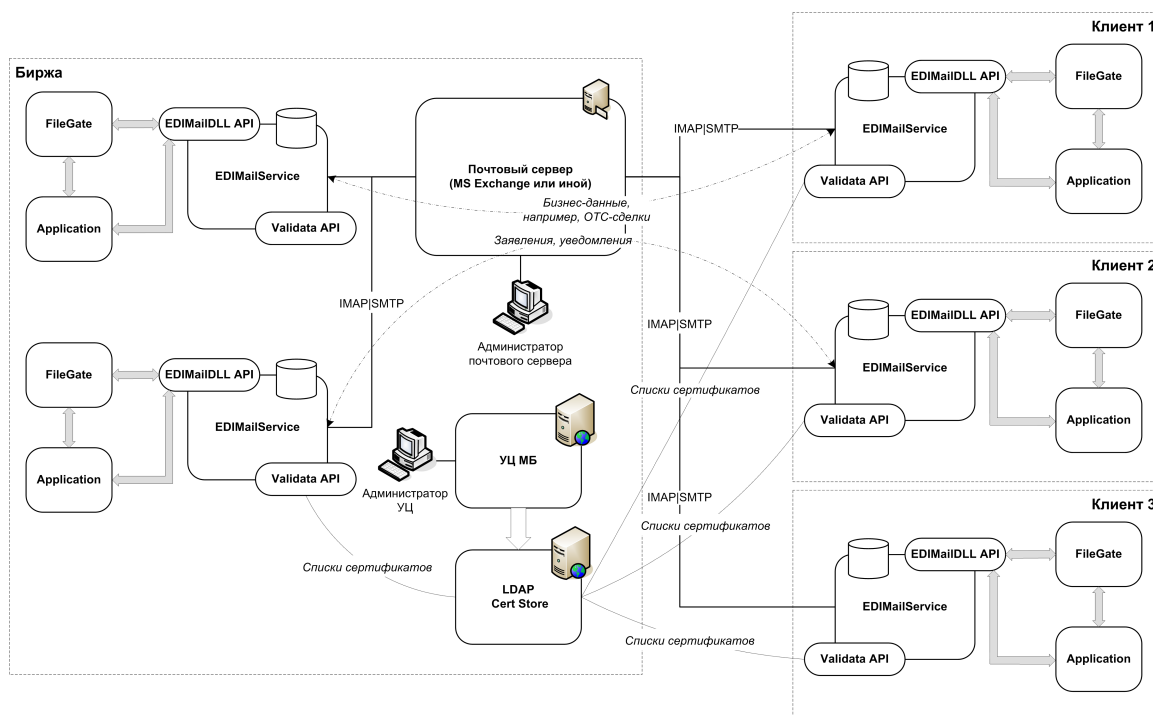 Биржа
FileGate
EDIMailDLL API
EDIMailService
Application
Validata API
Почтовый сервер
(MS Exchange или иной)
Бизнес-данные,
например, ОТС-сделки
Заявления, уведомления
IMAP|SMTP
Администратор
почтового сервера
FileGate
EDIMailDLL API
EDIMailService
Application
Validata API
УЦ МБ
Администратор
УЦ
Списки сертификатов
LDAP
Cert Store
IMAP|SMTP
IMAP|SMTP
Списки сертификатов
IMAP|SMTP
Списки сертификатов
Списки сертификатов
Клиент 1
EDIMailDLL API
FileGate
EDIMailService
Validata API
Application
Клиент 2
EDIMailDLL API
FileGate
EDIMailService
Validata API
Application
Клиент 3
EDIMailDLL API
FileGate
EDIMailService
Validata API
Application